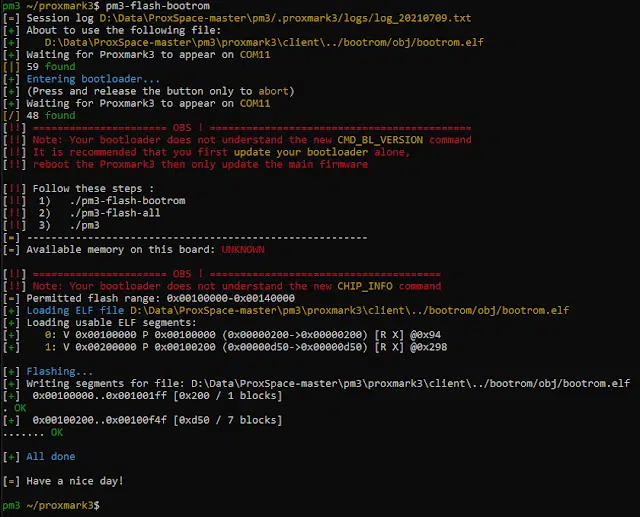 pm3 ~/proxmark3$ pm3-flash-bootrom
[=] Session log D:\Data\ProxSpace-master\pm3/.proxmark3/logs/log_20210709.txt
[+] About to use the following file:
[+]    D:\Data\ProxSpace-master\pm3\proxmark3\client\../bootrom/obj/bootrom.elf
[+] Waiting for Proxmark3 to appear on COM11
[|] 59 found
[+] Entering bootloader...
[+] (Press and release the button only to abort)
[+] Waiting for Proxmark3 to appear on COM11
[/] 48 found
[!!] ====================== OBS ! ===========================================
[!!] Note: Your bootloader does not understand the new CMD_BL_VERSION command
[!!] It is recommended that you first update your bootloader alone,
[!!] reboot the Proxmark3 then only update the main firmware
[!!] Follow these steps :
[!!]  1)   ./pm3-flash-bootrom
[!!]  2)   ./pm3-flash-all
[!!]  3)   ./pm3
[=] ---------------------------------------------------------
[=] Available memory on this board: UNKNOWN
[!!] ====================== OBS ! ======================================
[!!] Note: Your bootloader does not understand the new CHIP_INFO command
[=] Permitted flash range: 0x00100000-0x00140000
[+] Loading ELF file D:\Data\ProxSpace-master\pm3\proxmark3\client\../bootrom/obj/bootrom.elf
[+] Loading usable ELF segments:
[+]    0: V 0x00100000 P 0x00100000 (0x00000200->0x00000200) [R X] @0x94
[+]    1: V 0x00200000 P 0x00100200 (0x00000d50->0x00000d50) [R X] @0x298
[+] Flashing...
[+] Writing segments for file: D:\Data\ProxSpace-master\pm3\proxmark3\client\../bootrom/obj/bootrom.elf
[+]  0x00100000..0x001001ff [0x200 / 1 blocks]
. OK
[+]  0x00100200..0x00100f4f [0xd50 / 7 blocks]
....... OK
[+] All done
[=] Have a nice day!
pm3 ~/proxmark3$